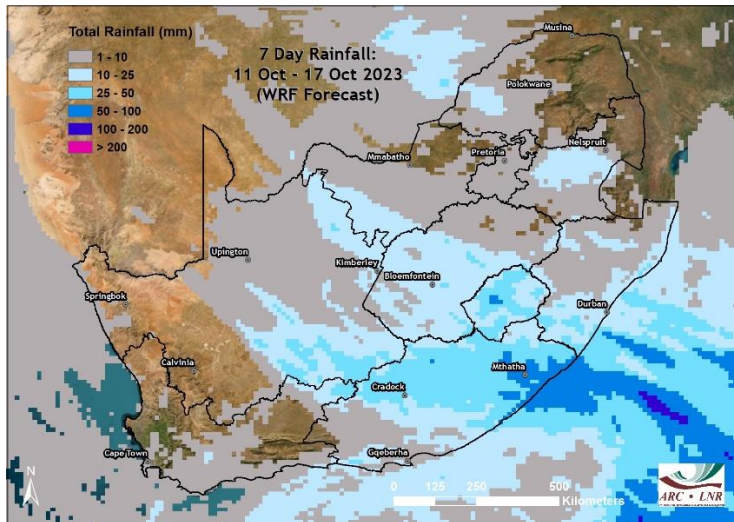 Total Rainfall (mm)
1 - 10
10 - 25
25 - 50
50 - 100
100 - 200
> 200
7 Day Rainfall:
11 Oct - 17 Oct 2023
(WRF Forecast)
Musina
Polokwane
Nelspruit
Pretoria
Mmabatho
Upington
Kimberley
Bloemfontein
Springbok
Durban
Calvinia
Mthatha
Cradock
Cape Town
Gqeberha
N
0 125 250 500
Kilometers
ARC • LNR